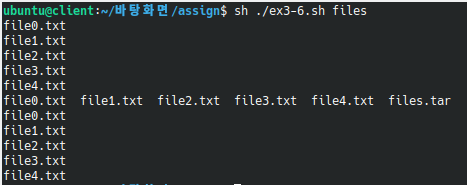 ubuntu@client:~/바탕화면/assign$ sh ./ex3-6.sh files
file0.txt
file1.txt
file2.txt
file3.txt
file4.txt
file0.txt  file1.txt  file2.txt  file3.txt  file4.txt  files.tar
file0.txt
file1.txt
file2.txt
file3.txt
file4.txt